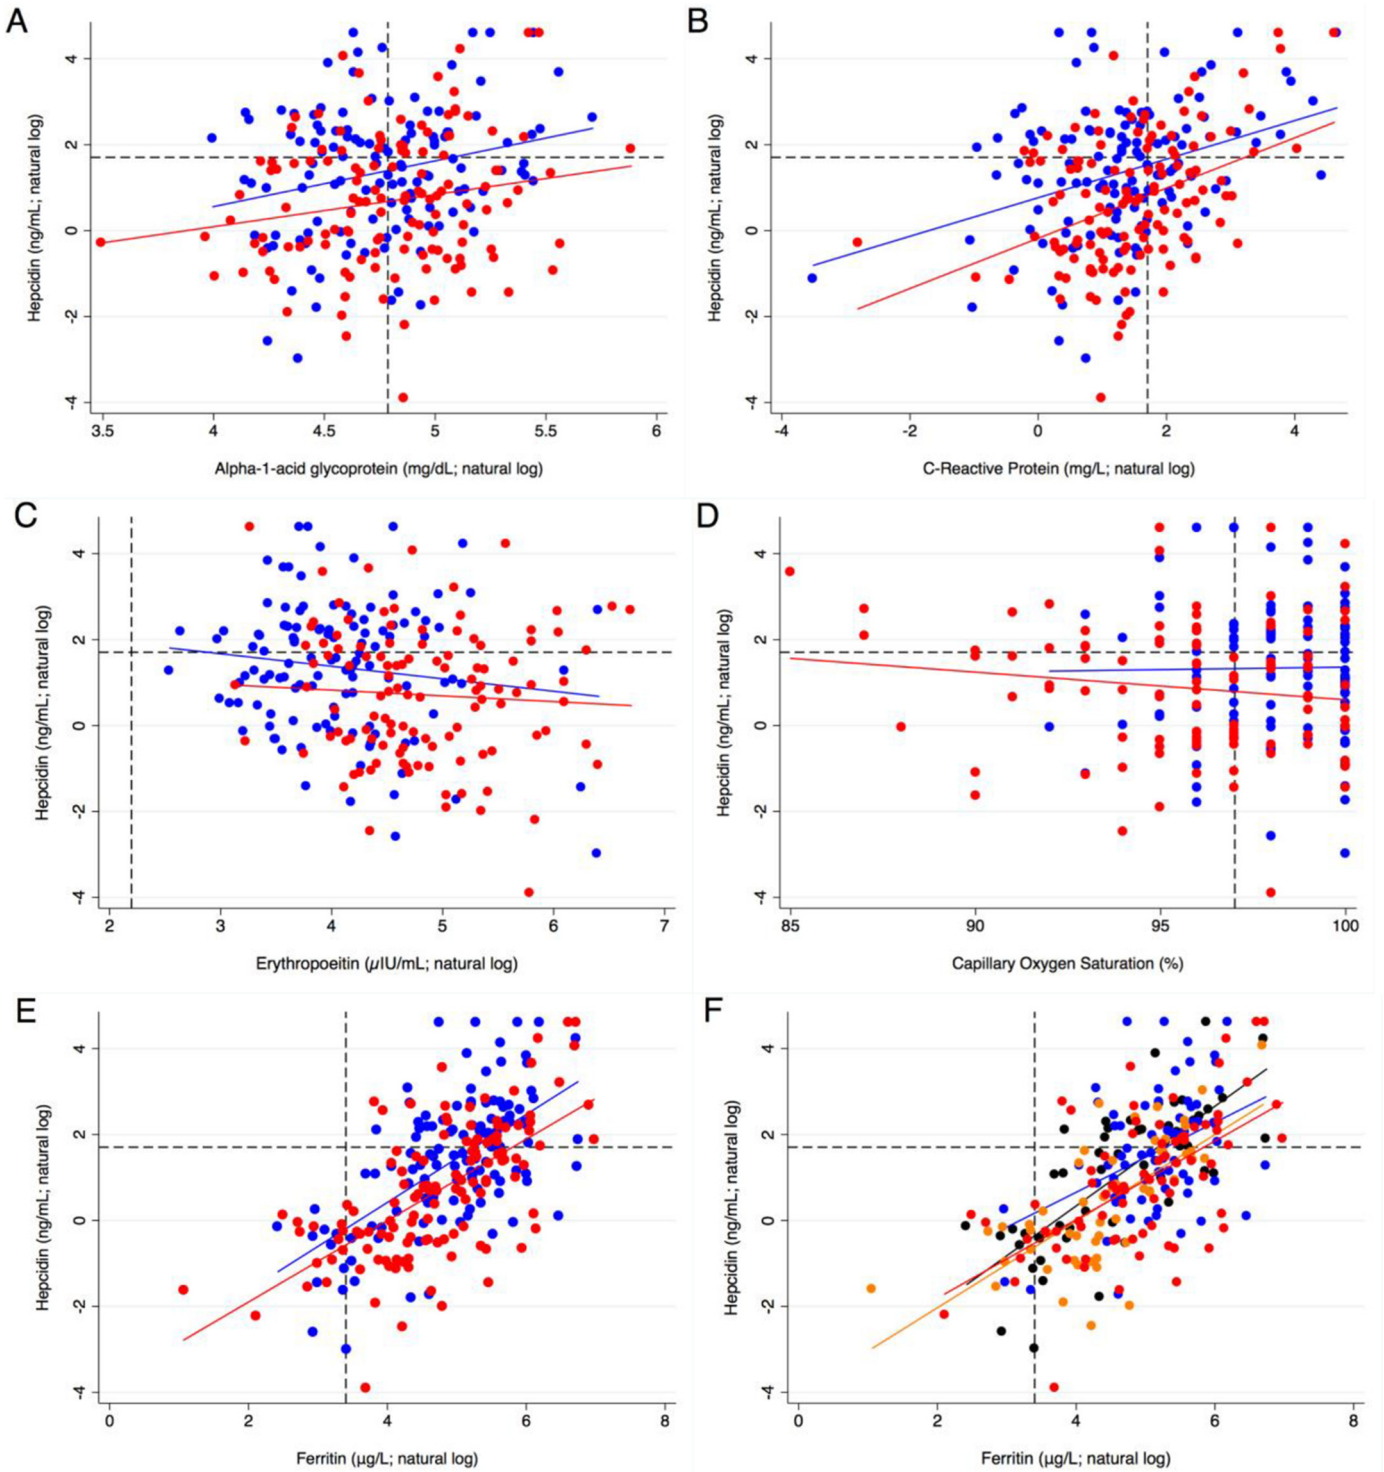 A
B
Hepcidin (ng/mL; natural log)
4
2
0
-2
-4
3.5 4 4.5 5 5.5 6
Alpha-1-acid glycoprotein (mg/dL; natural log)
Hepcidin (ng/mL; natural log)
4
2
0
-2
-4
-4 -2 0 2 4
C-Reactive Protein (mg/L; natural log)
C
D
Hepcidin (ng/mL; natural log)
4
2
0
-2
-4
2 3 4 5 6 7
Erythropoeitin (µIU/mL; natural log)
Hepcidin (ng/mL; natural log)
4
2
0
-2
-4
85 90 95 100
Capillary Oxygen Saturation (%)
E
F
Hepcidin (ng/mL; natural log)
4
2
0
-2
-4
0 2 4 6 8
Ferritin (µg/L; natural log)
Hepcidin (ng/mL; natural log)
4
2
0
-2
-4
0 2 4 6 8
Ferritin (µg/L; natural log)